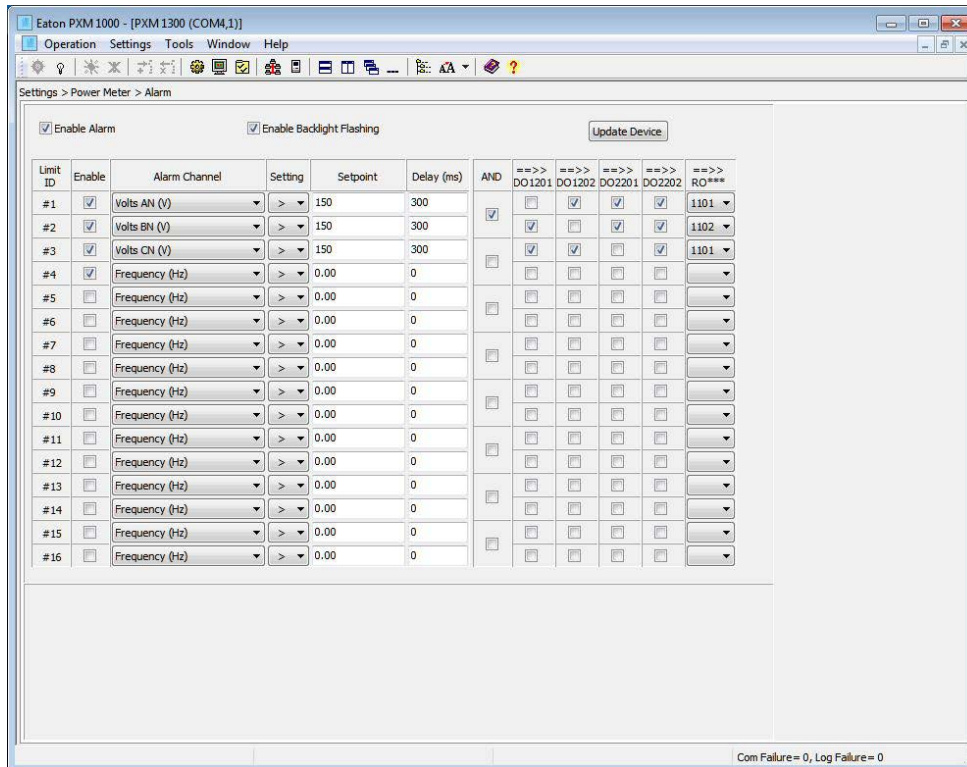 Eaton PXM 1000 - [PXM 1300 (COM4,1)]
Operation Settings Tools Window Help
Settings > Power Meter > Alarm
Enable Alarm Enable Backlight Flashing Update Device
Limit ID Enable Alarm Channel Setting Setpoint Delay (ms) AND ==>> DO1201 ==>> DO1202 ==>> DO2201 ==>> DO2202 ==>> RO***
#1 Volts AN (V) > 150 300 1101
#2 Volts BN (V) > 150 300 1102
#3 Volts CN (V) > 150 300 1101
#4 Frequency (Hz) > 0.00 0
#5 Frequency (Hz) > 0.00 0
#6 Frequency (Hz) > 0.00 0
#7 Frequency (Hz) > 0.00 0
#8 Frequency (Hz) > 0.00 0
#9 Frequency (Hz) > 0.00 0
#10 Frequency (Hz) > 0.00 0
#11 Frequency (Hz) > 0.00 0
#12 Frequency (Hz) > 0.00 0
#13 Frequency (Hz) > 0.00 0
#14 Frequency (Hz) > 0.00 0
#15 Frequency (Hz) > 0.00 0
#16 Frequency (Hz) > 0.00 0
Com Failure= 0, Log Failure= 0